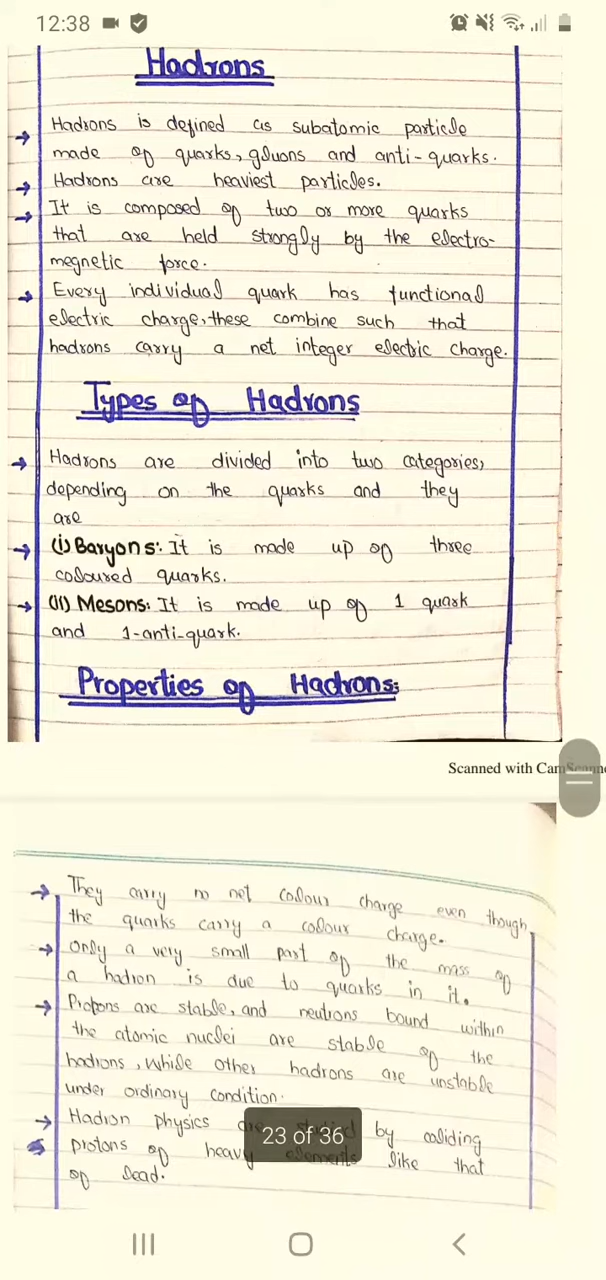 12:38
Hadrons
→ Hadrons is defined as subatomic particle
made of quarks, gluons and anti-quarks.
→ Hadrons are heaviest particles.
→ It is composed of two or more quarks
that are held strongly by the electro-
megnetic force.
→ Every individual quark has functional
electric charge, these combine such that
hadrons carry a net integer electric charge.
Types of Hadrons
→ Hadrons are divided into two categories,
depending on the quarks and they
are
→ (i) Baryons: It is made up of three
coloured quarks.
→ (ii) Mesons: It is made up of 1 quark
and 1-anti-quark.
Properties of Hadrons:
Scanned with CamScanne
→ They carry no net colour charge even though
the quarks carry a colour charge.
→ Only a very small part of the mass of
a hadron is due to quarks in it.
→ Protons are stable, and neutrons bound within
the atomic nuclei are stable of the
hadrons, While other hadrons are unstable
under ordinary condition.
→ Hadron physics are studied by coliding
protons of heavy elements like that
of lead.
23 of 36